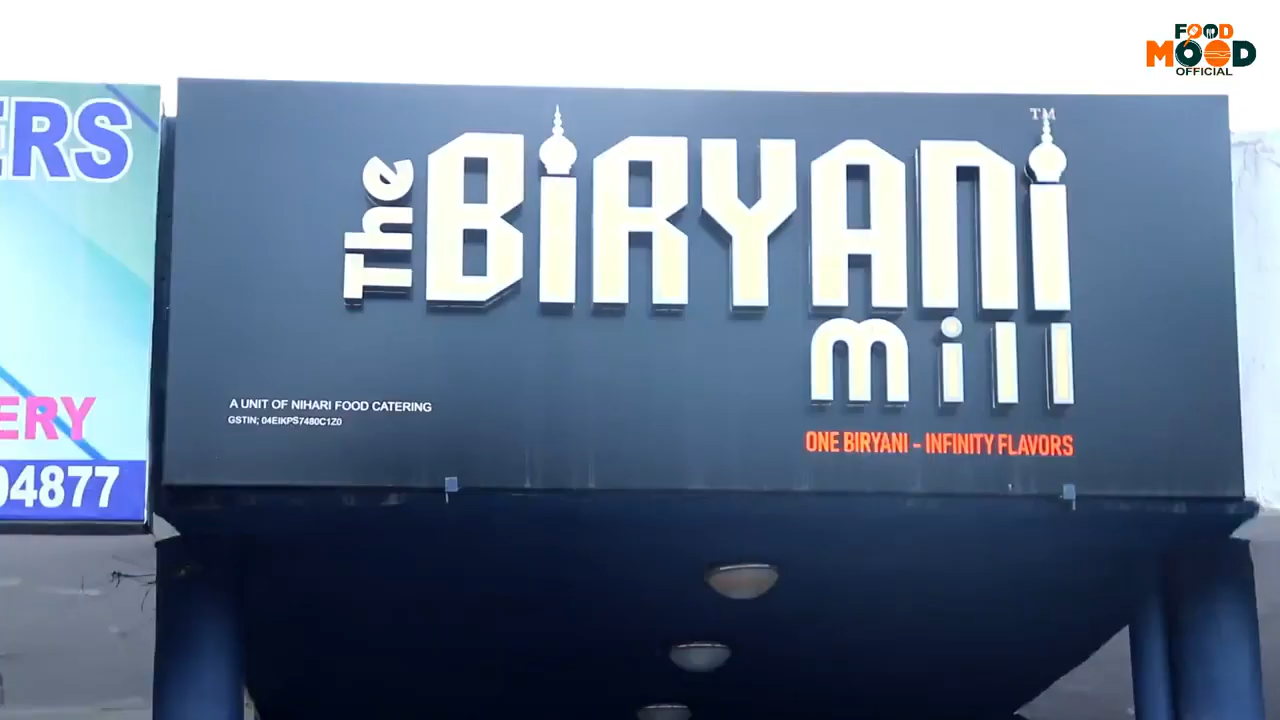 FOOD
MOOD
OFFICIAL
ERS
ERY
04877
The BiRYANi
TM
mill
ONE BIRYANI - INFINITY FLAVORS
A UNIT OF NIHARI FOOD CATERING
GSTIN; 04EIKPS7480C1Z0